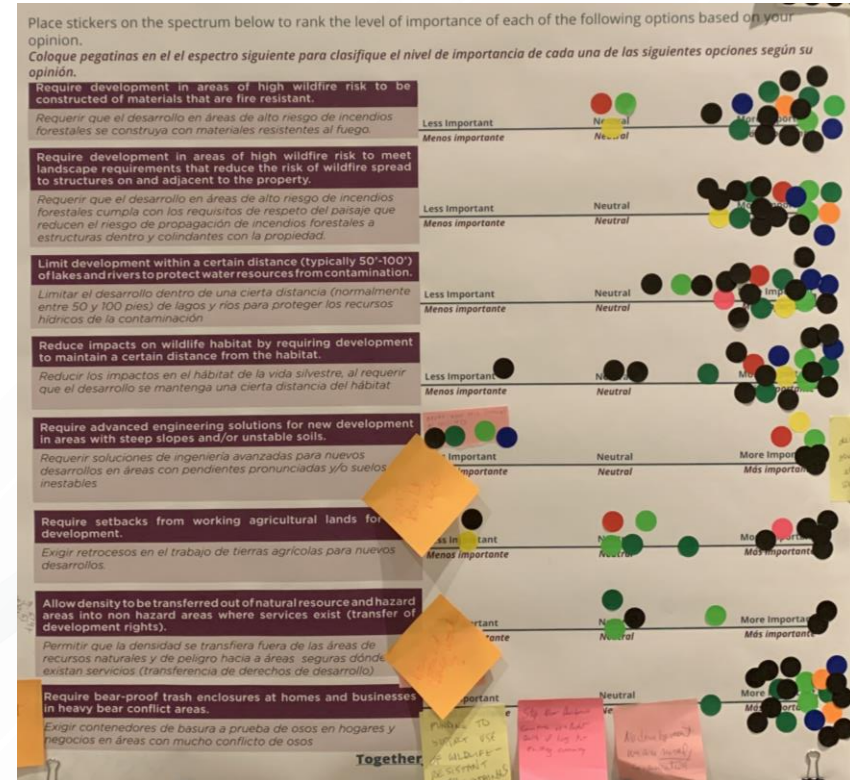 Place stickers on the spectrum below to rank the level of importance of each of the following options based on your
opinion.
Coloque pegatinas en el el espectro siguiente para clasifique el nivel de importancia de cada una de las siguientes opciones según su
opinión.
Require development in areas of high wildfire risk to be
constructed of materials that are fire resistant.
Requerir que el desarrollo en áreas de alto riesgo de incendios
forestales se construya con materiales resistentes al fuego.
Less Important
Menos importante
Neutral
Neutral
Require development in areas of high wildfire risk to meet
landscape requirements that reduce the risk of wildfire spread
to structures on and adjacent to the property.
Requerir que el desarrollo en áreas de alto riesgo de incendios
forestales cumpla con los requisitos de respeto del paisaje que
reducen el riesgo de propagación de incendios forestales a
estructuras dentro y colindantes con la propiedad.
Less Important
Menos importante
Neutral
Neutral
Limit development within a certain distance (typically 50'-100')
of lakes and rivers to protect water resources from contamination.
Limitar el desarrollo dentro de una cierta distancia (normalmente
entre 50 y 100 pies) de lagos y ríos para proteger los recursos
hídricos de la contaminación
Less Important
Menos importante
Neutral
Neutral
Reduce impacts on wildlife habitat by requiring development
to maintain a certain distance from the habitat.
Reducir los impactos en el hábitat de la vida silvestre, al requerir
que el desarrollo se mantenga una cierta distancia del hábitat
Less Important
Menos importante
Neutral
Require advanced engineering solutions for new development
in areas with steep slopes and/or unstable soils.
Requerir soluciones de ingeniería avanzadas para nuevos
desarrollos en áreas con pendientes pronunciadas y/o suelos
inestables
Important
importante
Neutral
Neutral
More Impor
Más importan
Require setbacks from working agricultural lands for
development.
Exigir retrocesos en el trabajo de tierras agrícolas para nuevos
desarrollos.
Menos importante
Neutral
Más importante
Allow density to be transferred out of natural resource and hazard
areas into non hazard areas where services exist (transfer of
development rights).
Permitir que la densidad se transfiera fuera de las áreas de
recursos naturales y de peligro hacia a áreas seguras dónde
existan servicios (transferencia de derechos de desarrollo)
Neutral
More Importa
Más importante
Require bear-proof trash enclosures at homes and businesses
in heavy bear conflict areas.
Exigir contenedores de basura a prueba de osos en hogares y
negocios en áreas con mucho conflicto de osos
Neutral
More
Together